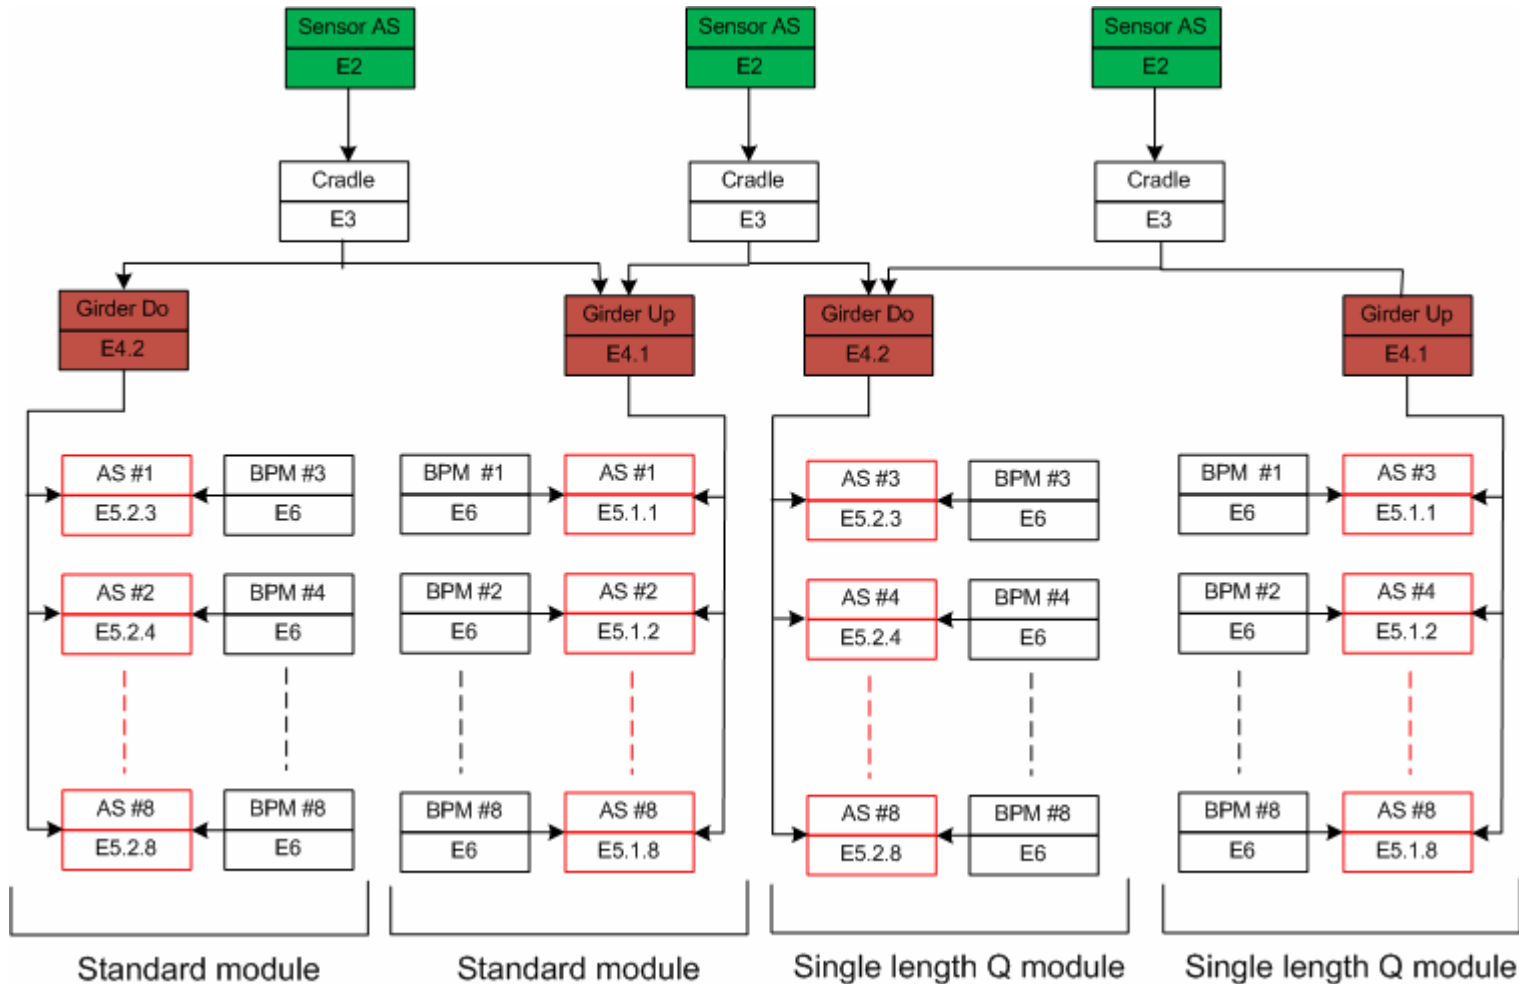 Sensor AS
E2
Sensor AS
E2
Sensor AS
E2
Cradle
E3
Cradle
E3
Cradle
E3
Girder Do
E4.2
Girder Up
E4.1
Girder Do
E4.2
Girder Up
E4.1
AS #1
E5.2.3
BPM #3
E6
BPM #1
E6
AS #1
E5.1.1
AS #3
E5.2.3
BPM #3
E6
BPM #1
E6
AS #3
E5.1.1
AS #2
E5.2.4
BPM #4
E6
BPM #2
E6
AS #2
E5.1.2
AS #4
E5.2.4
BPM #4
E6
BPM #2
E6
AS #4
E5.1.2
AS #8
E5.2.8
BPM #8
E6
BPM #8
E6
AS #8
E5.1.8
AS #8
E5.2.8
BPM #8
E6
BPM #8
E6
AS #8
E5.1.8
Standard module
Standard module
Single length Q module
Single length Q module